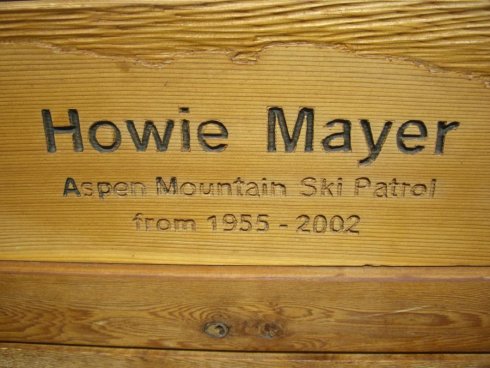 Howie Mayer
Aspen Mountain Ski Patrol
from 1955 - 2002